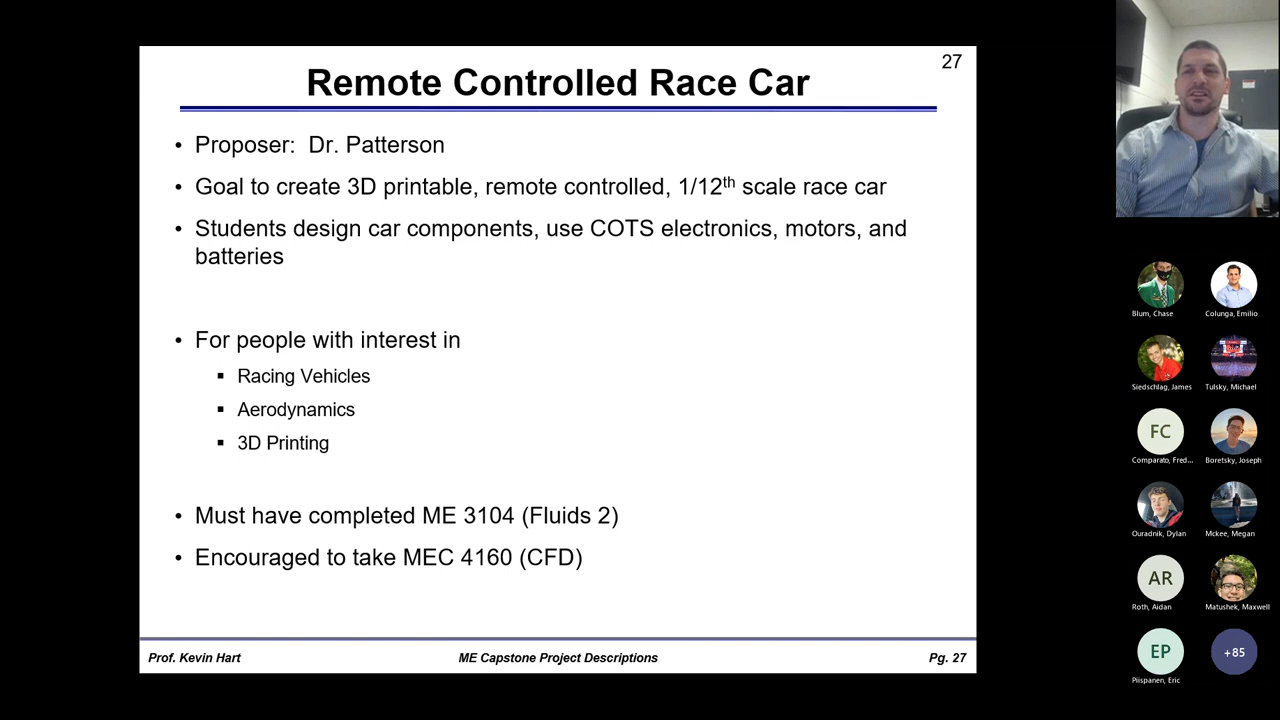 27
Remote Controlled Race Car
• Proposer: Dr. Patterson
• Goal to create 3D printable, remote controlled, 1/12th scale race car
• Students design car components, use COTS electronics, motors, and
batteries
• For people with interest in
▪ Racing Vehicles
▪ Aerodynamics
▪ 3D Printing
• Must have completed ME 3104 (Fluids 2)
• Encouraged to take MEC 4160 (CFD)
Prof. Kevin Hart
ME Capstone Project Descriptions
Pg. 27
Blum, Chase
Colunga, Emilio
Siedschlag, James
Tulsky, Michael
FC
Comparato, Fred...
Boretsky, Joseph
Ouradnik, Dylan
Mckee, Megan
AR
Roth, Aidan
Matushek, Maxwell
EP
Piispanen, Eric
+85